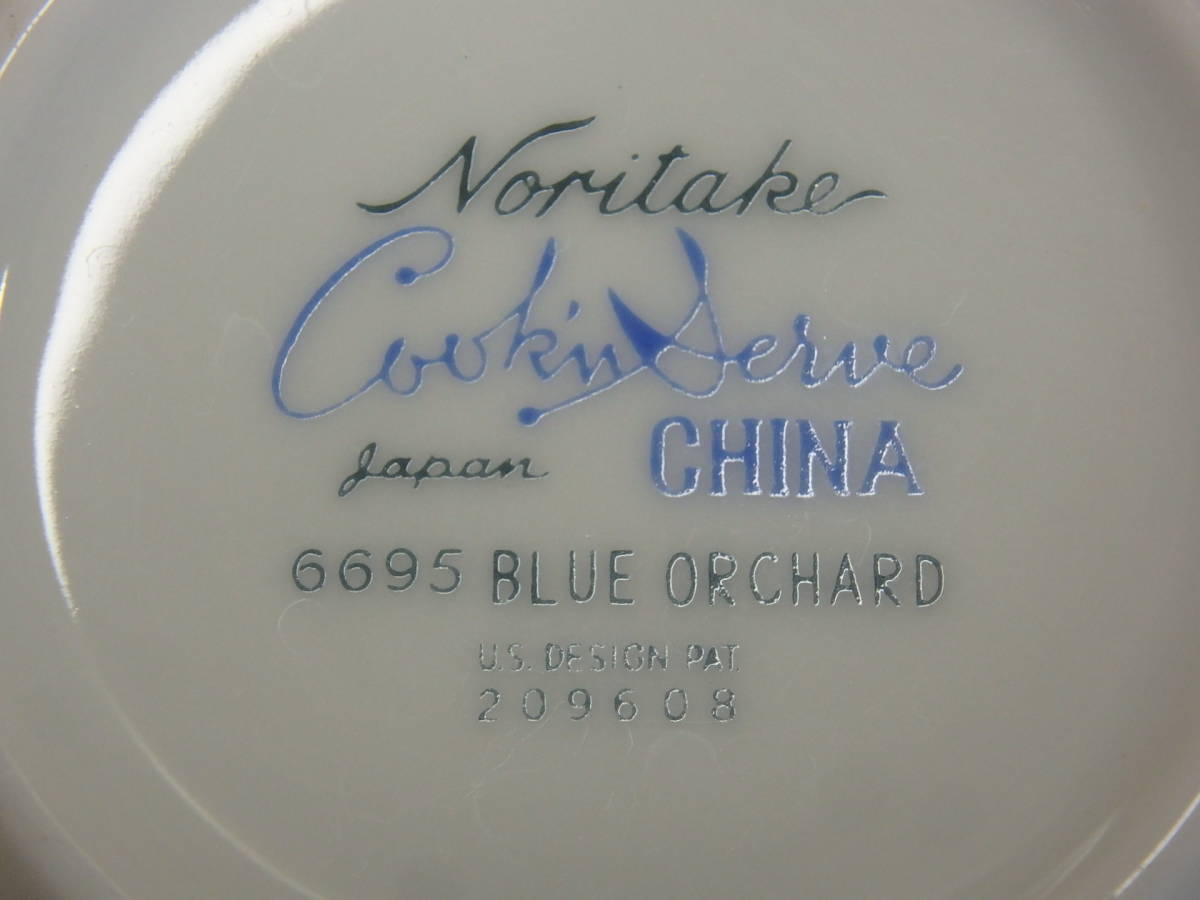 Noritake
Cook'n Serve
Japan CHINA
6695 BLUE ORCHARD
U.S. DESIGN PAT.
209608